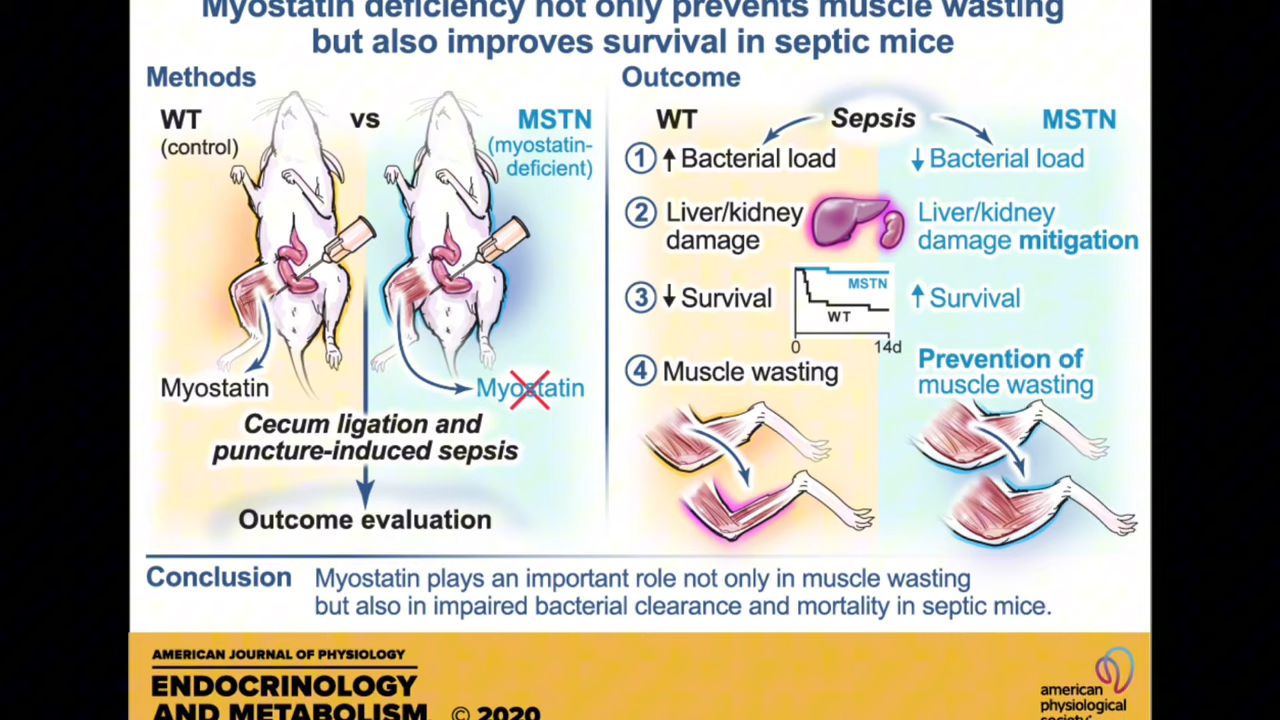 Myostatin deficiency not only prevents muscle wasting
but also improves survival in septic mice
Methods
WT
(control)
vs
MSTN
(myostatin-
deficient)
Myostatin
Myostatin
Cecum ligation and
puncture-induced sepsis
Outcome evaluation
Outcome
WT
Sepsis
MSTN
1 ↑ Bacterial load
↓ Bacterial load
2 Liver/kidney
damage
Liver/kidney
damage mitigation
3 ↓ Survival
MSTN
WT
0 14d
↑ Survival
4 Muscle wasting
Prevention of
muscle wasting
Conclusion Myostatin plays an important role not only in muscle wasting
but also in impaired bacterial clearance and mortality in septic mice.
AMERICAN JOURNAL OF PHYSIOLOGY
ENDOCRINOLOGY
AND METABOLISM © 2020
american
physiological
society